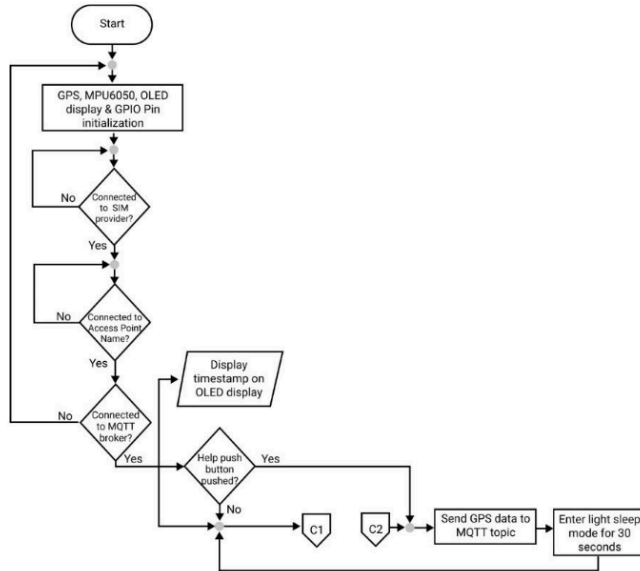 Start
GPS, MPU6050, OLED
display & GPIO Pin
initialization
No
Connected
to SIM
provider?
Yes
No
Connected to
Access Point
Name?
Yes
Display
timestamp on
OLED display
No
Connected
to MQTT
broker?
Yes
Help push
button
pushed?
Yes
No
C1
C2
Send GPS data to
MQTT topic
Enter light sleep
mode for 30
seconds